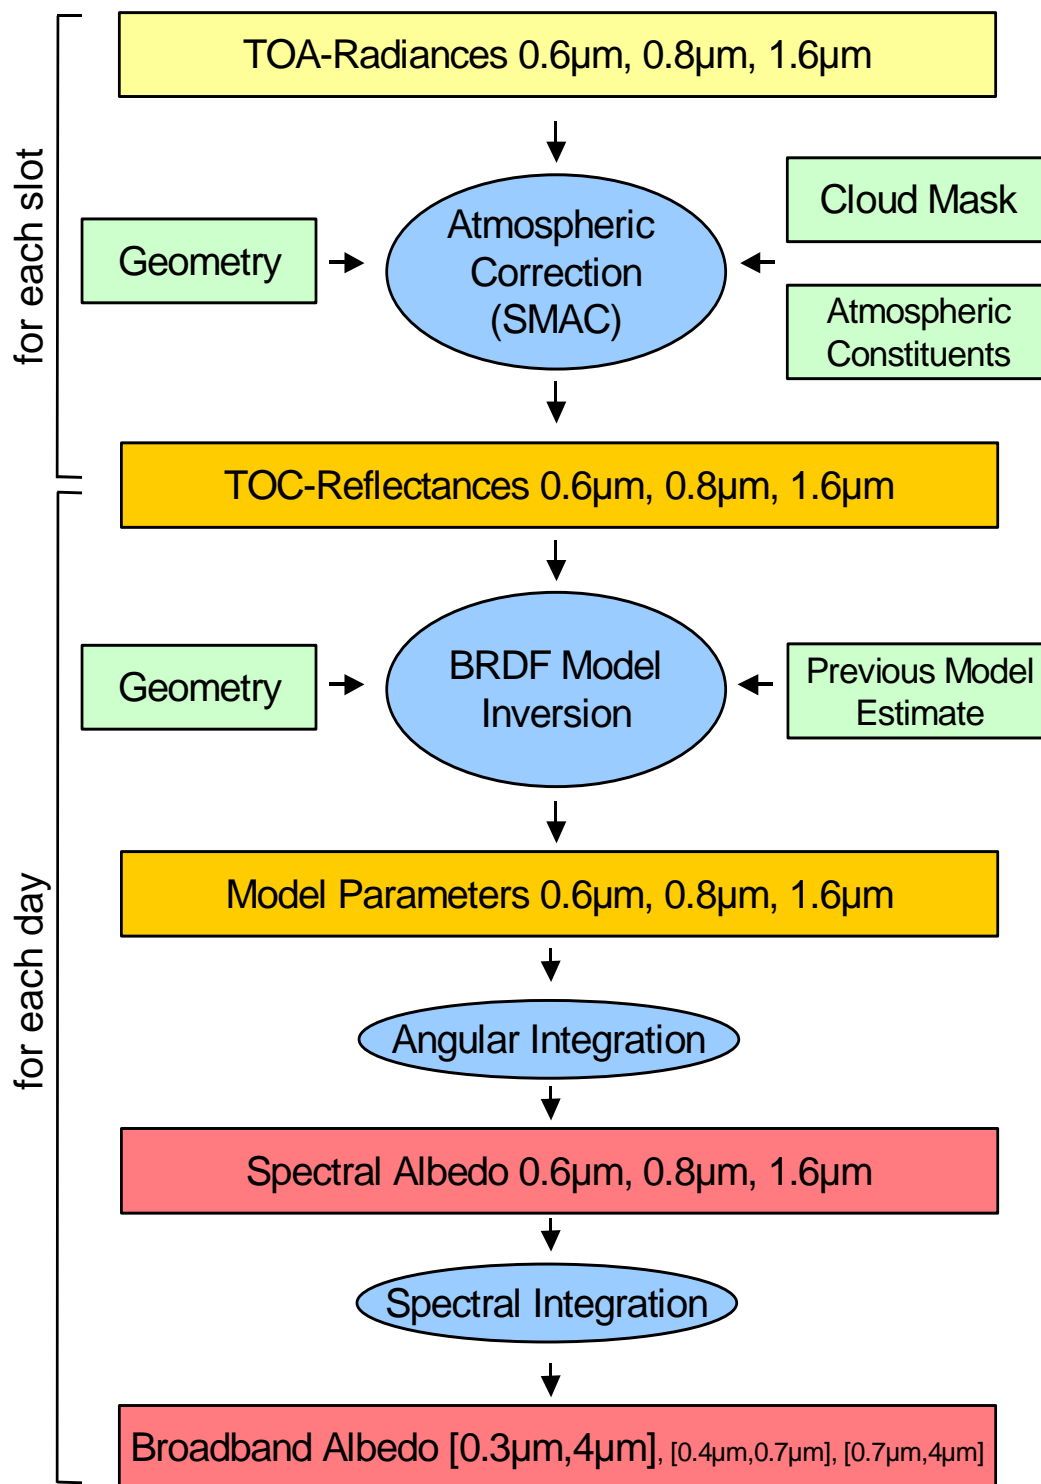 TOA-Radiances 0.6µm, 0.8µm, 1.6µm
for each slot
Geometry
Atmospheric
Correction
(SMAC)
Cloud Mask
Atmospheric
Constituents
TOC-Reflectances 0.6µm, 0.8µm, 1.6µm
for each day
Geometry
BRDF Model
Inversion
Previous Model
Estimate
Model Parameters 0.6µm, 0.8µm, 1.6µm
Angular Integration
Spectral Albedo 0.6µm, 0.8µm, 1.6µm
Spectral Integration
Broadband Albedo [0.3µm,4µm], [0.4µm,0.7µm], [0.7µm,4µm]